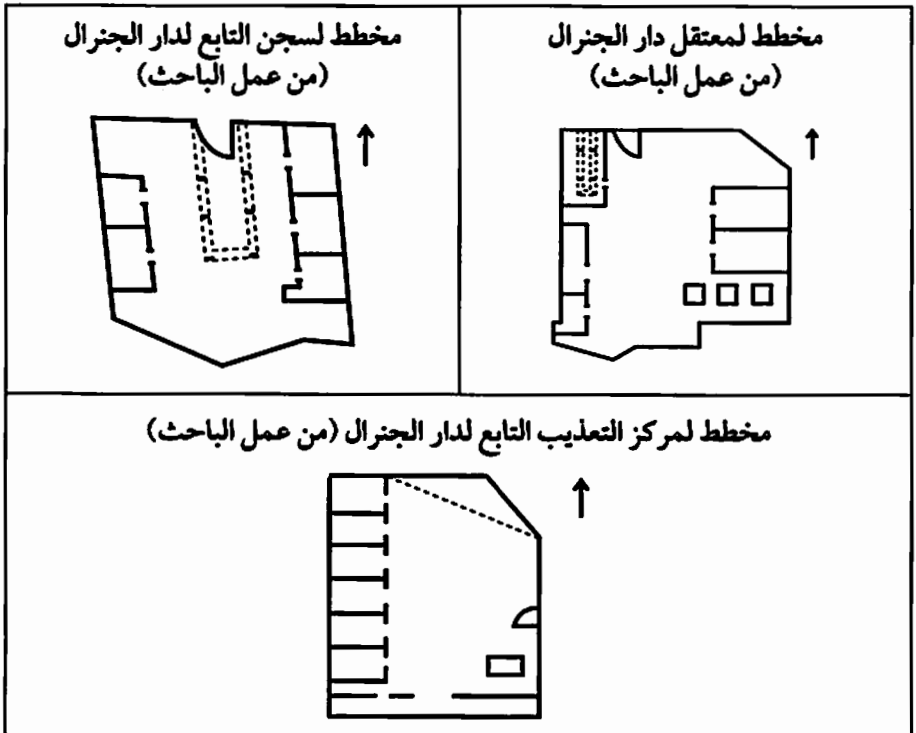 مخطط لمعتقل دار الجنرال
(من عمل الباحث)
مخطط لسجن التابع لدار الجنرال
(من عمل الباحث)
مخطط لمركز التعذيب التابع لدار الجنرال (من عمل الباحث)